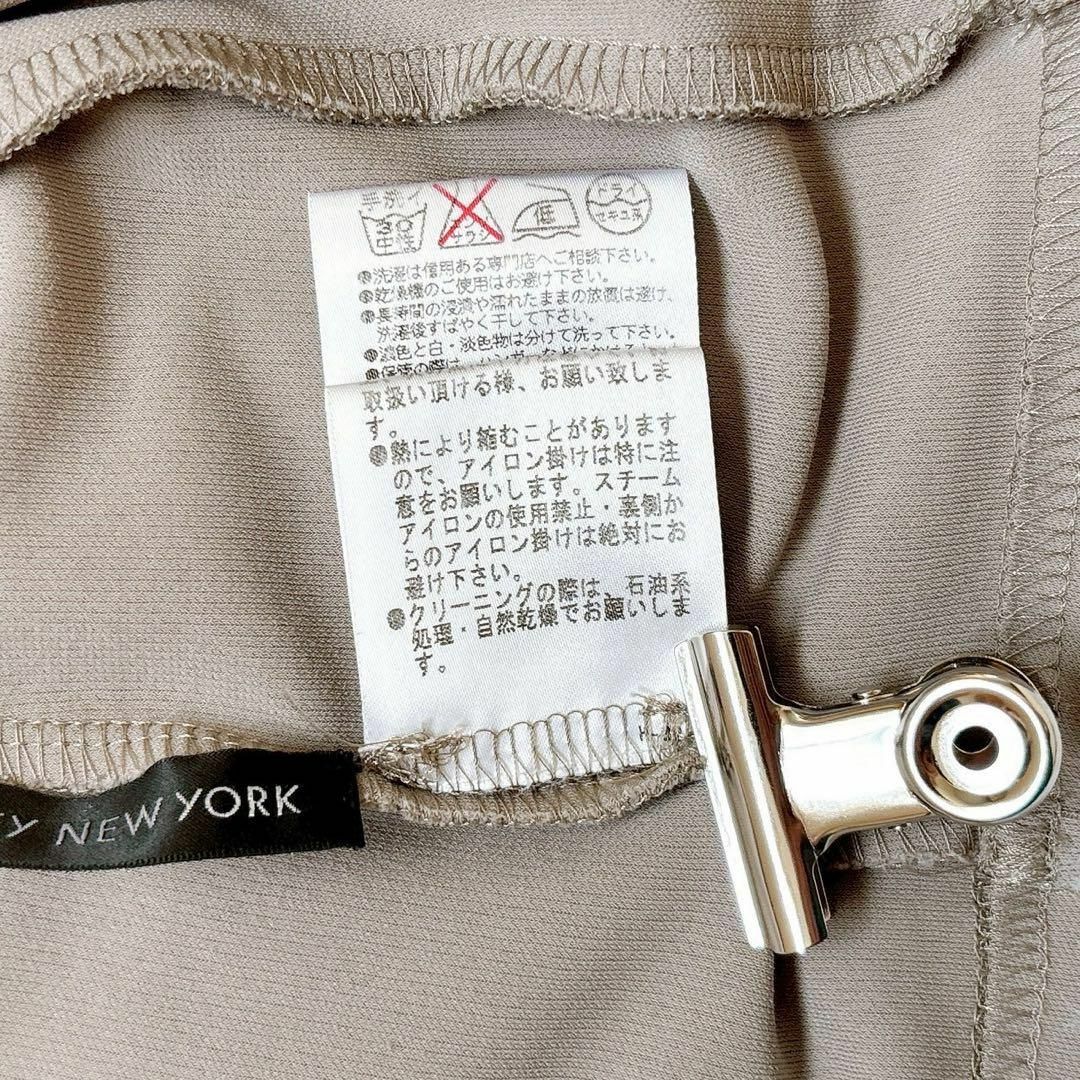 手洗イ
30
中性
エンソ
サラシ
低
ドライ
セキユ系
●洗濯は信用ある専門店へご相談下さい。
●乾燥機のご使用はお避け下さい。
●長時間の浸漬や濡れたままの放置は避け、
洗濯後すばやく干して下さい。
●濃色と白・淡色物は分けて洗って下さい。
取扱い頂ける様、お願い致しま
す。
●熱により縮むことがあります
ので、アイロン掛けは特に注
意をお願いします。スチーム
アイロンの使用禁止・裏側か
らのアイロン掛けは絶対にお
避け下さい。
●クリーニングの際は、石油系
処理・自然乾燥でお願いしま
す。
NEW YORK